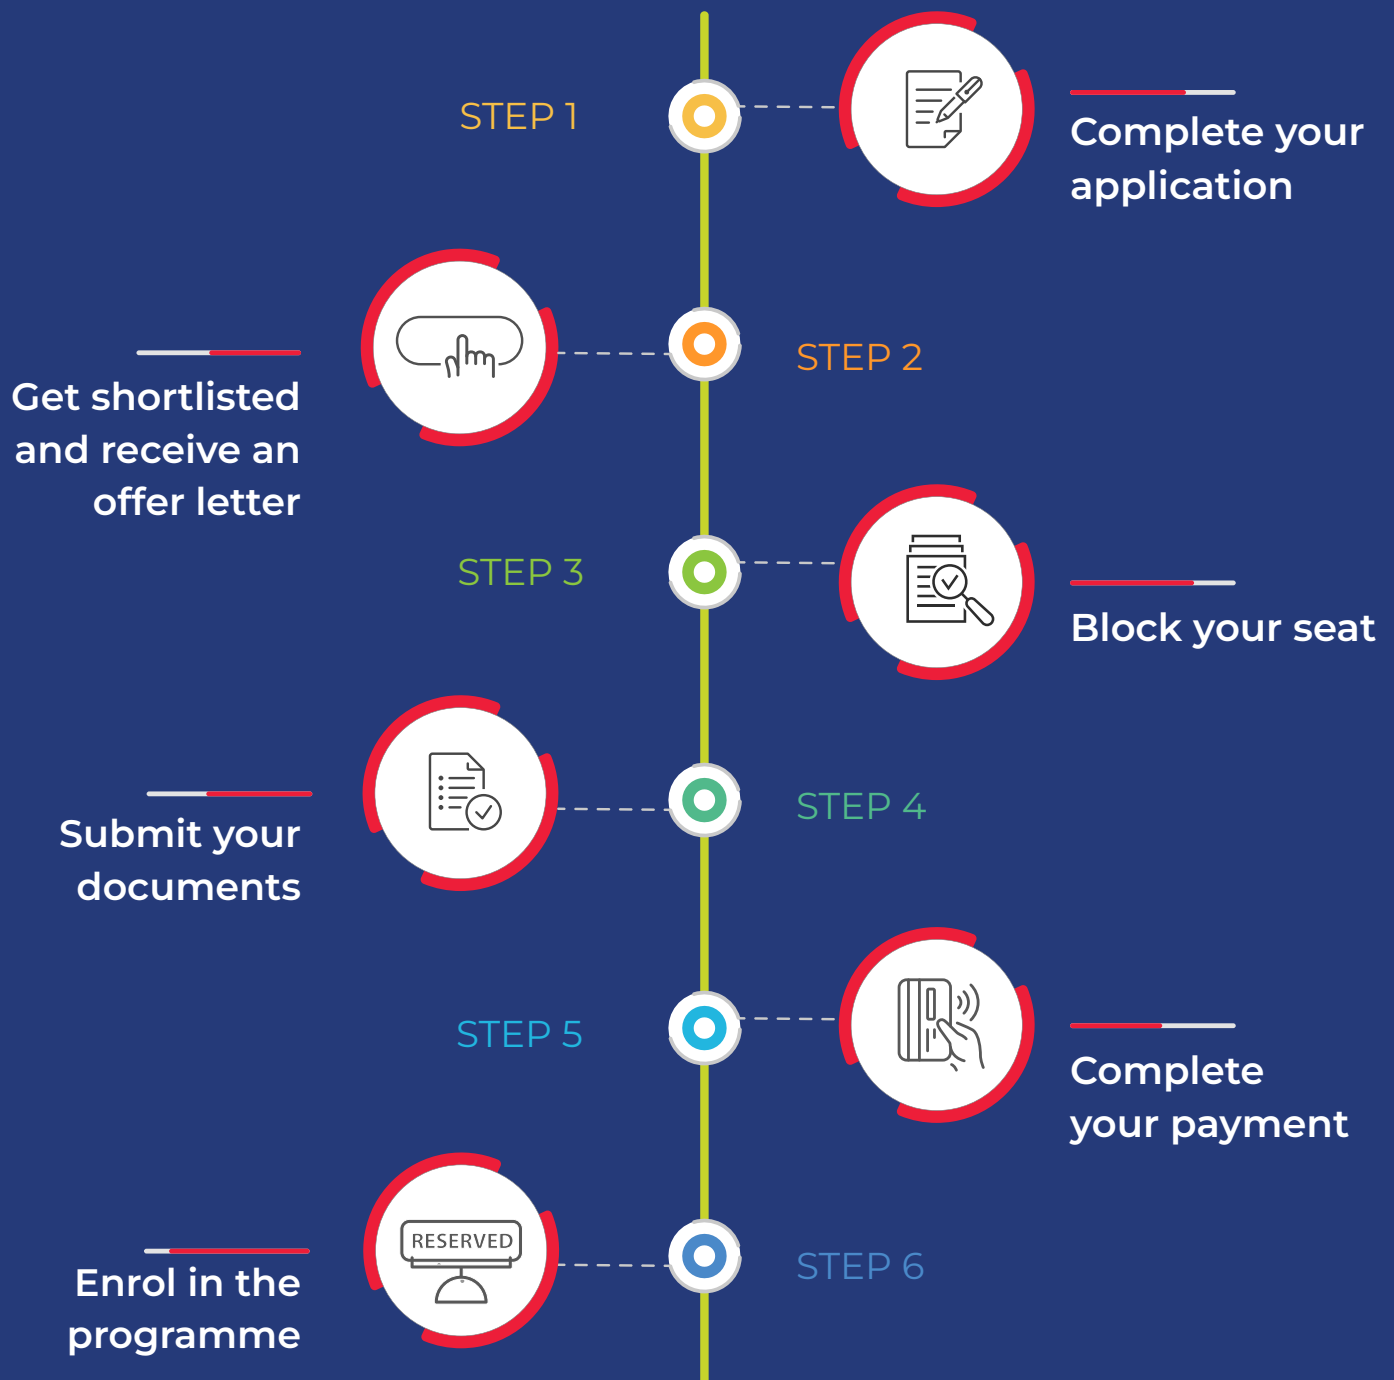 STEP 1
Complete your
application
STEP 2
Get shortlisted
and receive an
offer letter
STEP 3
Block your seat
STEP 4
Submit your
documents
STEP 5
Complete
your payment
STEP 6
RESERVED
Enrol in the
programme